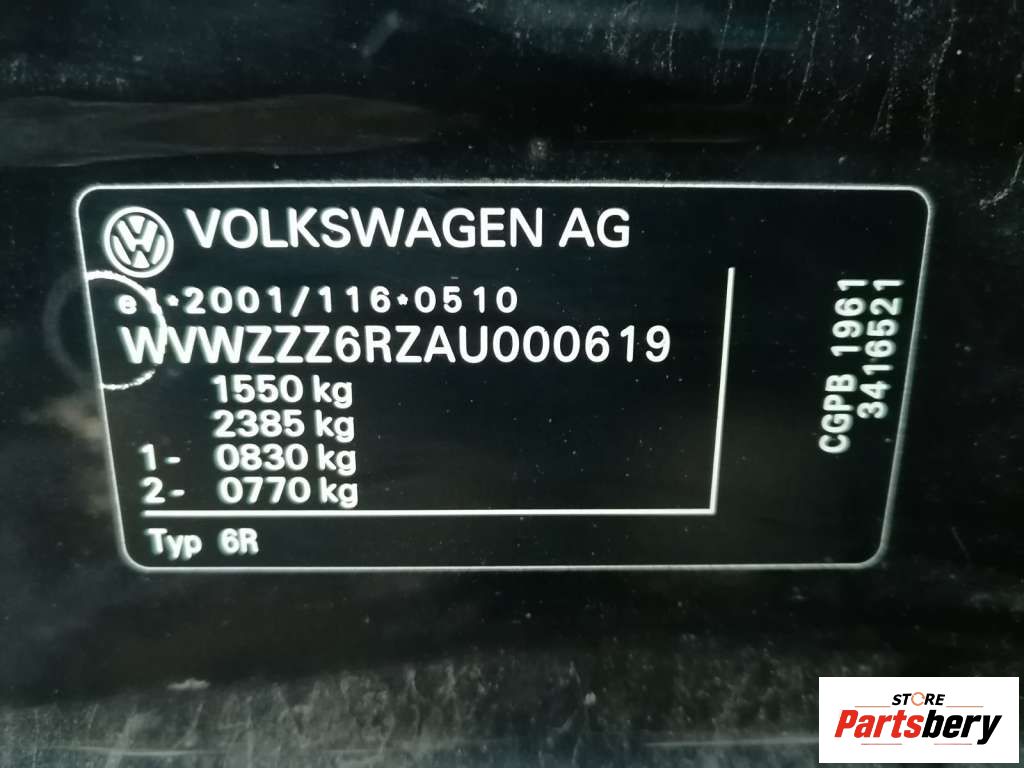 VOLKSWAGEN AG
e1*2001/116*0510
WVWZZZ6RZAU000619
1550 kg
2385 kg
1- 0830 kg
2- 0770 kg
Typ 6R
CGPB 1961
3416521
STORE
Partsbery